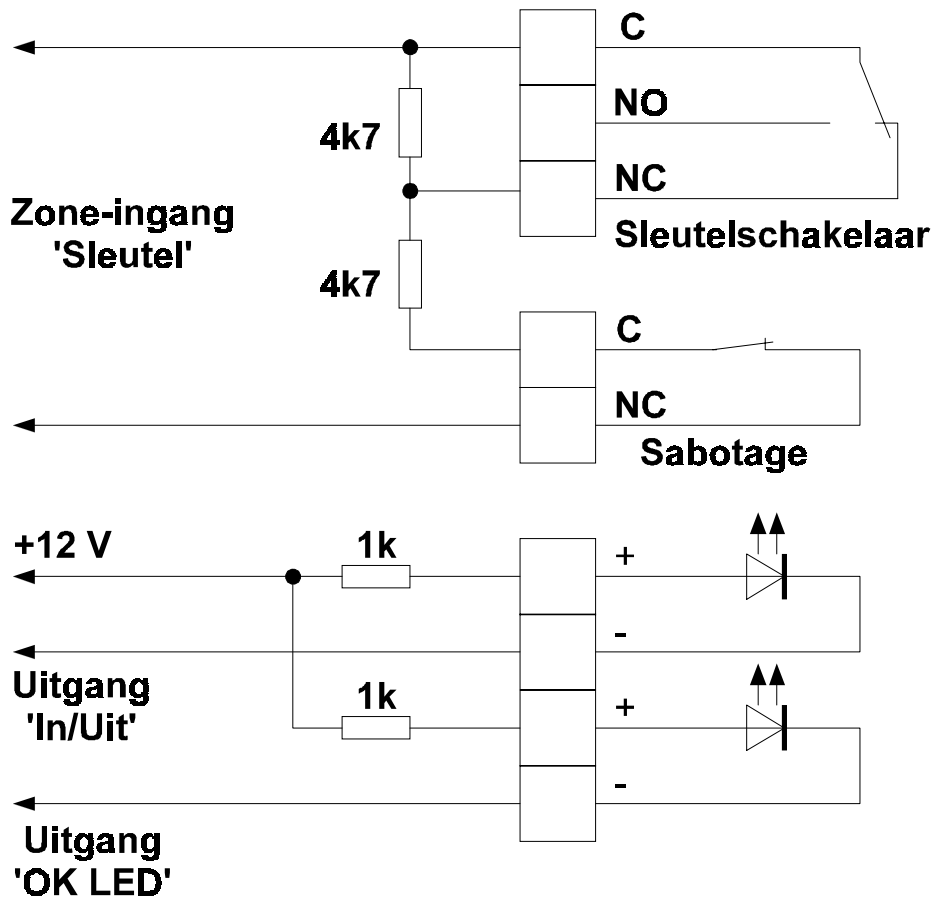 C
NO
4k7
NC
Zone-ingang
'Sleutel'
Sleutelschakelaar
4k7
C
NC
Sabotage
+12 V
1k
+
-
Uitgang
'In/Uit'
1k
+
-
Uitgang
'OK LED'